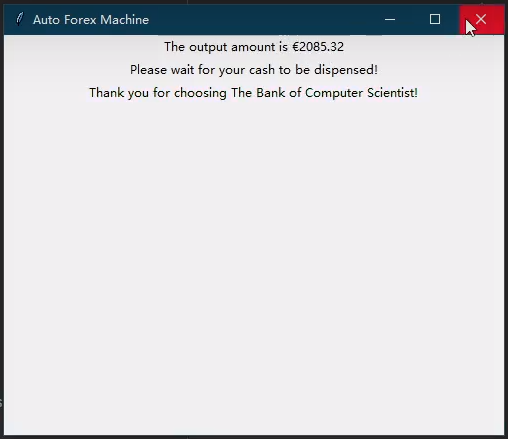 Auto Forex Machine
The output amount is €2085.32
Please wait for your cash to be dispensed!
Thank you for choosing The Bank of Computer Scientist!